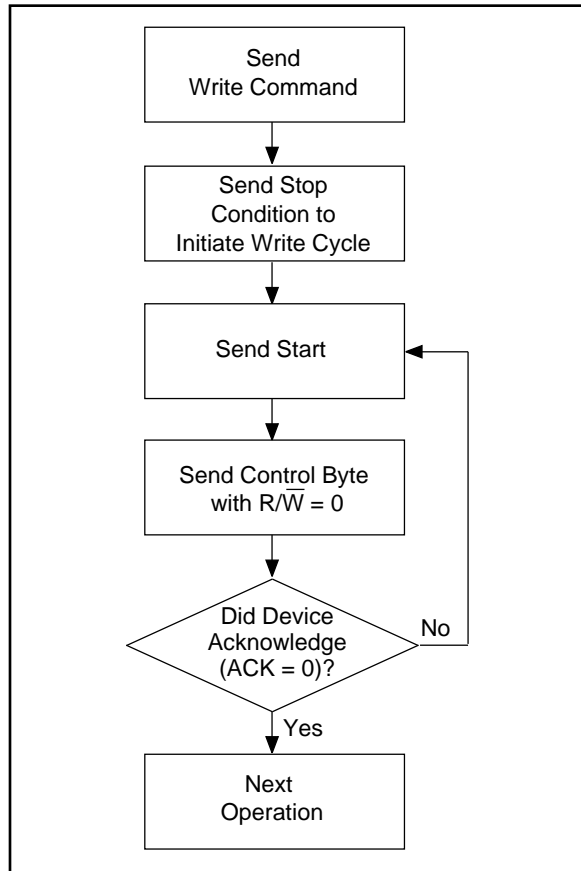 Send
Write Command
Send Stop
Condition to
Initiate Write Cycle
Send Start
Send Control Byte
with R/W̅ = 0
Did Device
Acknowledge
(ACK = 0)?
No
Yes
Next
Operation